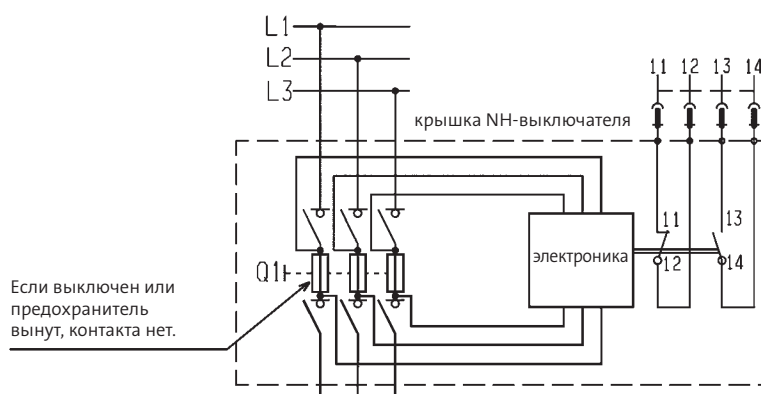 L1
L2
L3
11 12 13 14
крышка NH-выключателя
11 13
электроника
12 14
Q1
Если выключен или
предохранитель
вынут, контакта нет.